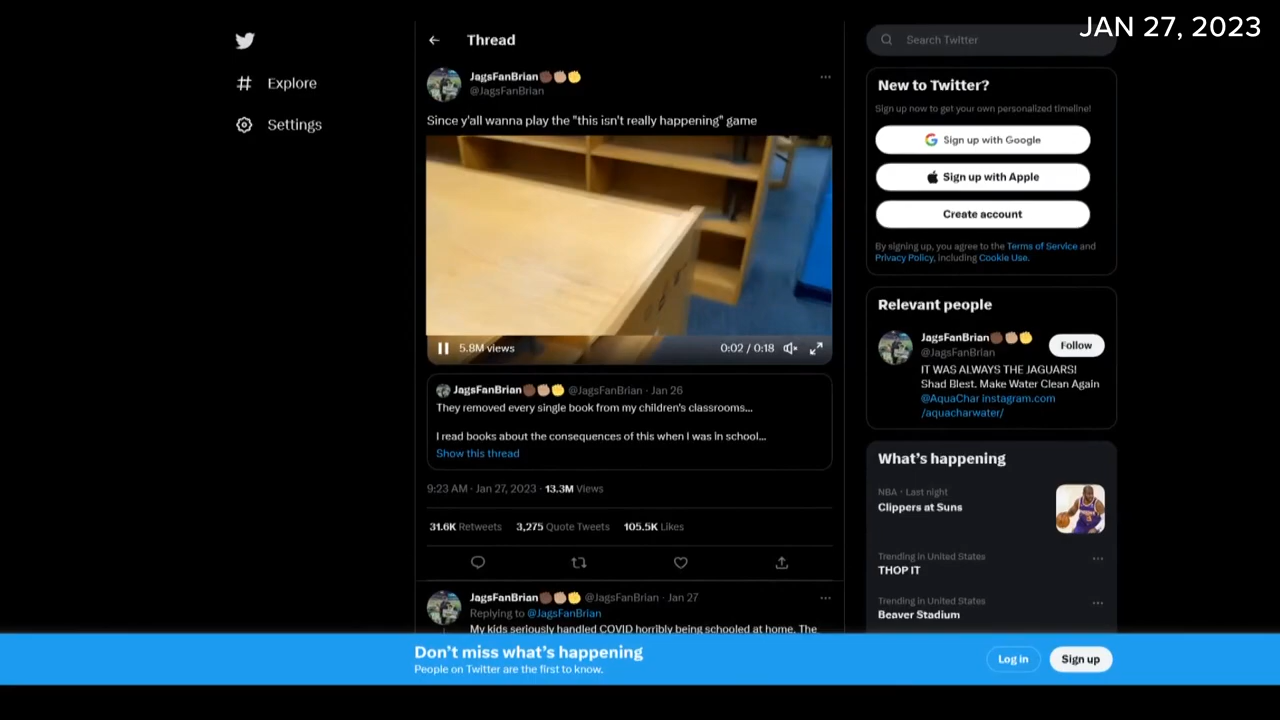 JAN 27, 2023
Thread
Search Twitter
Explore
Settings
JagsFanBrian
@JagsFanBrian
Since y'all wanna play the "this isn't really happening" game
5.8M views
0:02 / 0:18
JagsFanBrian @JagsFanBrian · Jan 26
They removed every single book from my children's classrooms...
I read books about the consequences of this when I was in school...
Show this thread
9:23 AM · Jan 27, 2023 · 13.3M Views
31.6K Retweets 3,275 Quote Tweets 105.5K Likes
JagsFanBrian @JagsFanBrian · Jan 27
Replying to @JagsFanBrian
My kids seriously handled COVID horribly being schooled at home. The
New to Twitter?
Sign up now to get your own personalized timeline!
Sign up with Google
Sign up with Apple
Create account
By signing up, you agree to the Terms of Service and
Privacy Policy, including Cookie Use.
Relevant people
JagsFanBrian
@JagsFanBrian
Follow
IT WAS ALWAYS THE JAGUARS!
Shad Blest. Make Water Clean Again
@AquaChar instagram.com
/aquacharwater/
What's happening
NBA · Last night
Clippers at Suns
Trending in United States
THOP IT
Trending in United States
Beaver Stadium
Don't miss what's happening
People on Twitter are the first to know.
Log in
Sign up